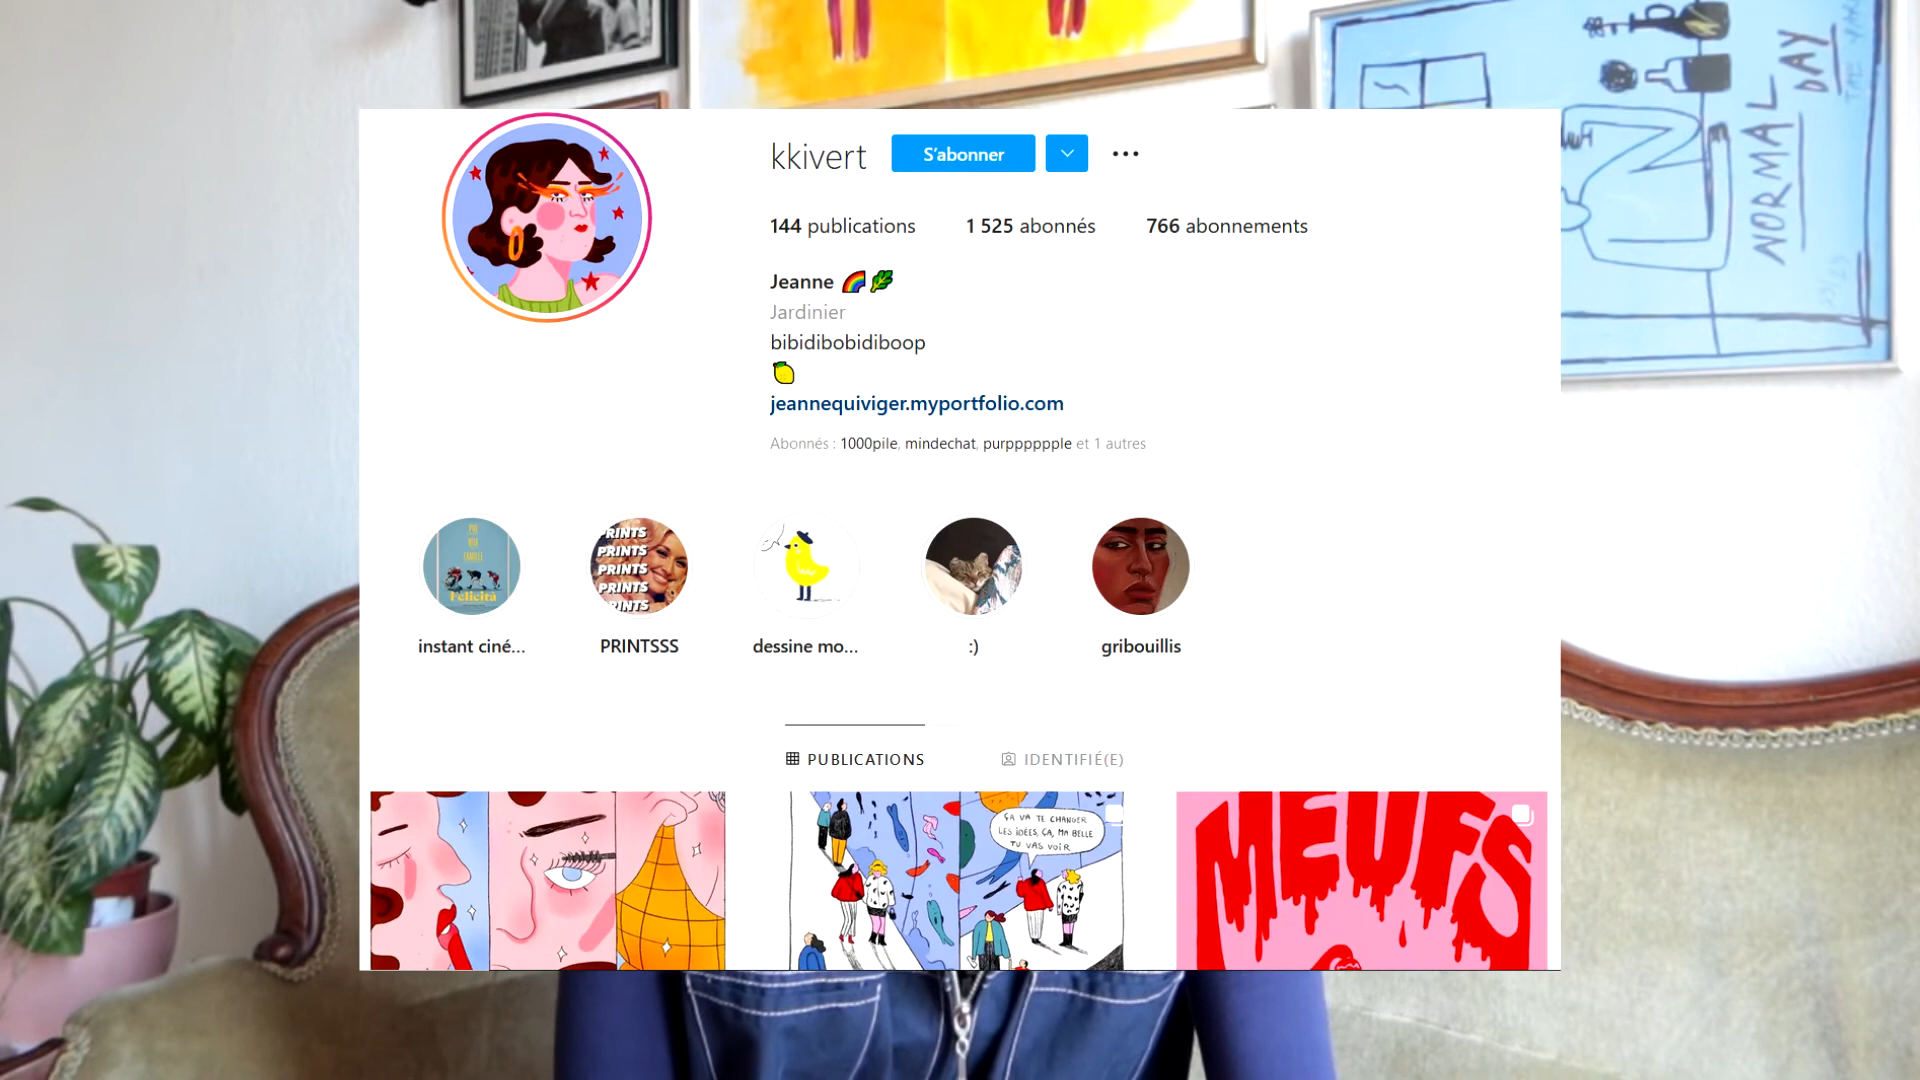 kkivert S'abonner
144 publications 1 525 abonnés 766 abonnements
Jeanne
Jardinier
bibidibobidiboop
jeannequiviger.myportfolio.com
Abonnés : 1000pile, mindechat, purpppppple et 1 autres
Felicità
PRINTS
PRINTS
PRINTS
PRINTS
PRINTS
instant ciné... PRINTSSS dessine mo... :) gribouillis
PUBLICATIONS IDENTIFIÉ(E)
ÇA VA TE CHANGER
LES IDÉES, ÇA, MA BELLE
TU VAS VOIR
MEUFS
NORMAL
DAY